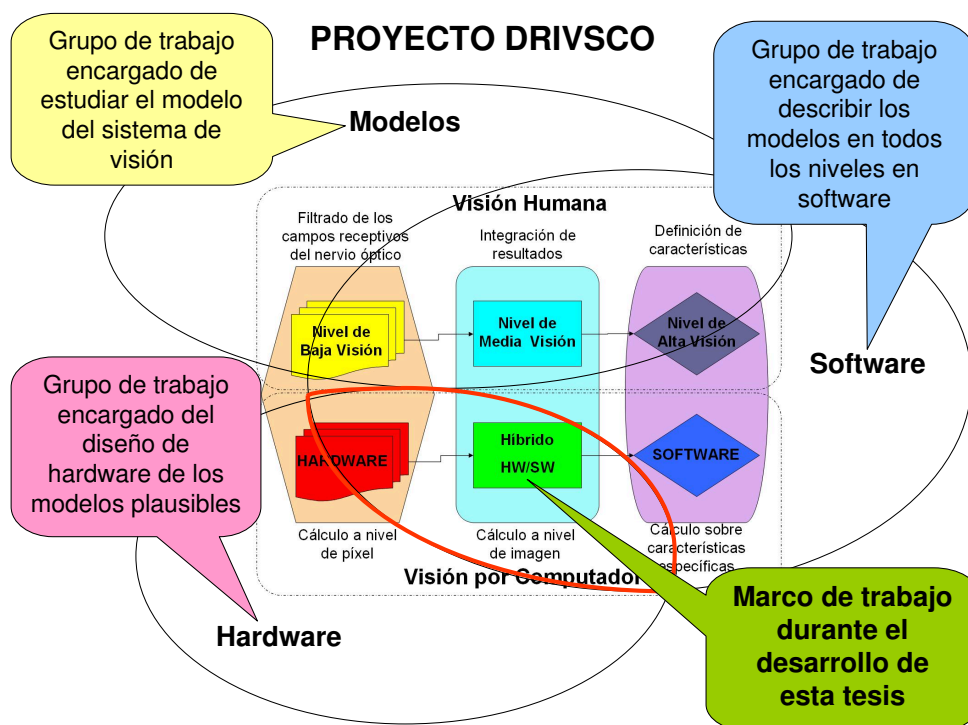 PROYECTO DRIVSCO
Grupo de trabajo
encargado de
estudiar el modelo
del sistema de
visión
Modelos
Grupo de trabajo
encargado de
describir los
modelos en todos
los niveles en
software
Software
Visión Humana
Filtrado de los
campos receptivos
del nervio óptico
Integración de
resultados
Definición de
características
Nivel de
Baja Visión
Nivel de
Media Visión
Nivel de
Alta Visión
Grupo de trabajo
encargado del
diseño de
hardware de los
modelos plausibles
Hardware
HARDWARE
Híbrido
HW/SW
SOFTWARE
Cálculo a nivel
de píxel
Cálculo a nivel
de imagen
Cálculo sobre
características
específicas
Visión por Computador
Marco de trabajo
durante el
desarrollo de
esta tesis